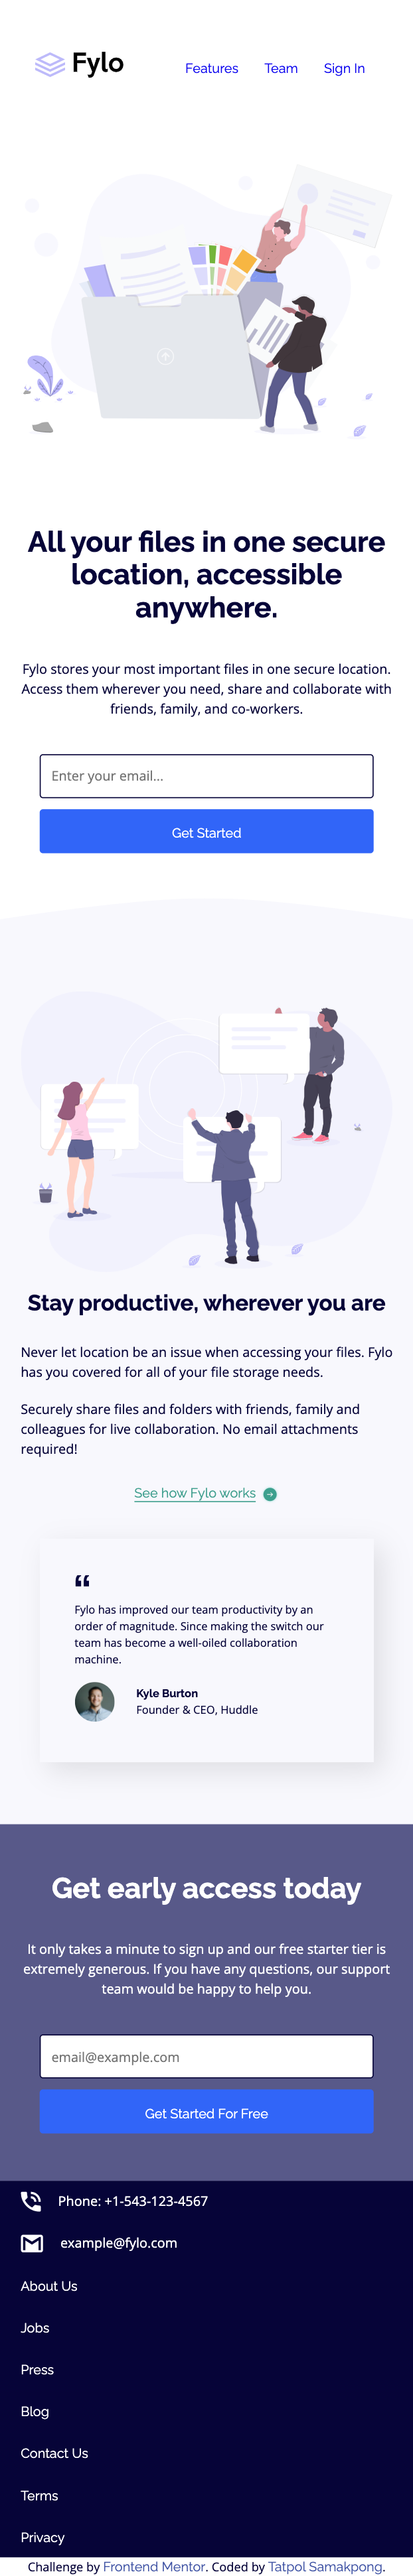 Fylo
Features Team Sign In
All your files in one secure
location, accessible
anywhere.
Fylo stores your most important files in one secure location.
Access them wherever you need, share and collaborate with
friends, family, and co-workers.
Enter your email...
Get Started
Stay productive, wherever you are
Never let location be an issue when accessing your files. Fylo
has you covered for all of your file storage needs.
Securely share files and folders with friends, family and
colleagues for live collaboration. No email attachments
required!
See how Fylo works
“
Fylo has improved our team productivity by an
order of magnitude. Since making the switch our
team has become a well-oiled collaboration
machine.
Kyle Burton
Founder & CEO, Huddle
Get early access today
It only takes a minute to sign up and our free starter tier is
extremely generous. If you have any questions, our support
team would be happy to help you.
email@example.com
Get Started For Free
Phone: +1-543-123-4567
example@fylo.com
About Us
Jobs
Press
Blog
Contact Us
Terms
Privacy
Challenge by Frontend Mentor. Coded by Tatpol Samakpong.